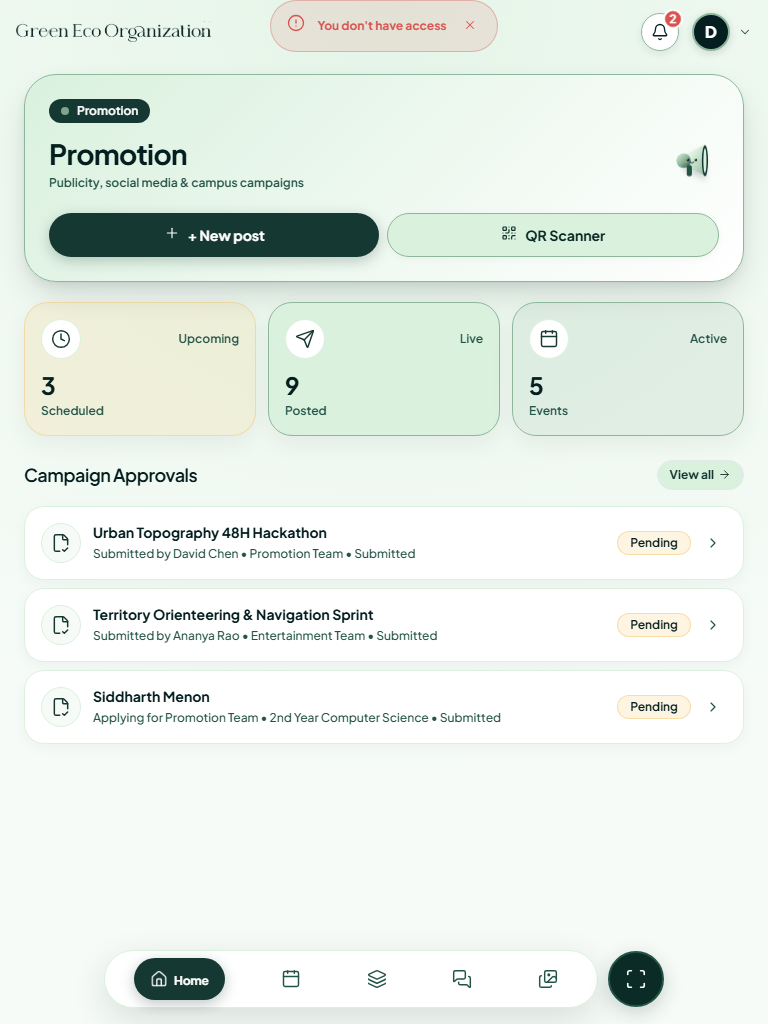 Green Eco Organization
You don't have access
2
D
Promotion
Promotion
Publicity, social media & campus campaigns
+ New post
QR Scanner
Upcoming
3
Scheduled
Live
9
Posted
Active
5
Events
Campaign Approvals
View all
Urban Topography 48H Hackathon
Submitted by David Chen • Promotion Team • Submitted
Pending
Territory Orienteering & Navigation Sprint
Submitted by Ananya Rao • Entertainment Team • Submitted
Pending
Siddharth Menon
Applying for Promotion Team • 2nd Year Computer Science • Submitted
Pending
Home